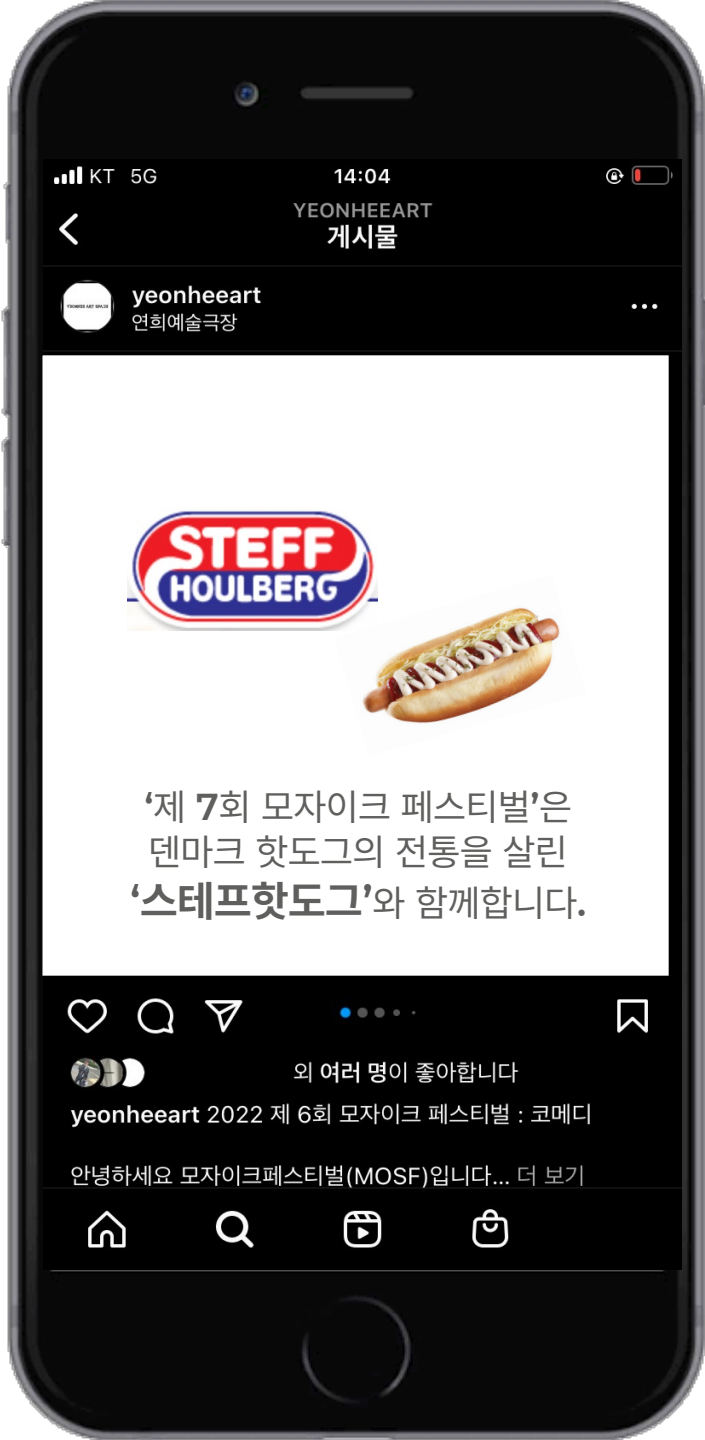 KT 5G
14:04
YEONHEEART
게시물
yeonheeart
연희예술극장
STEFF
HOULBERG
‘제 7회 모자이크 페스티벌’은
덴마크 핫도그의 전통을 살린
‘스테프핫도그’와 함께합니다.
외 여러 명이 좋아합니다
yeonheeart 2022 제 6회 모자이크 페스티벌 : 코메디
안녕하세요 모자이크페스티벌(MOSF)입니다... 더 보기